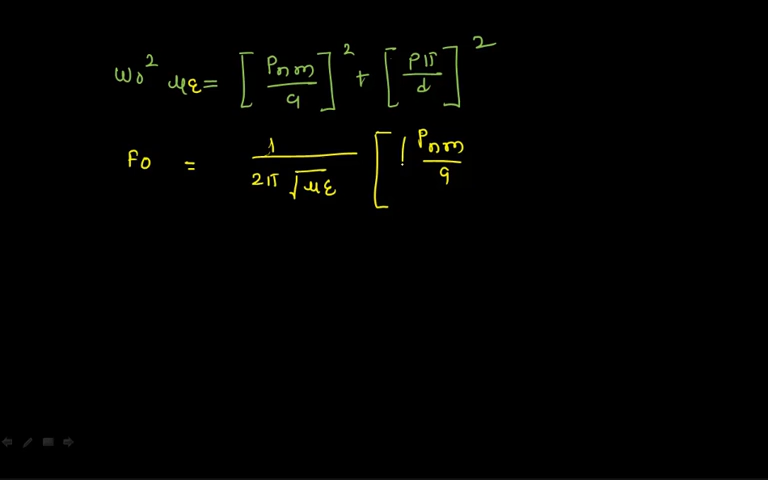 ω₀² με = [Pnm/a]² + [Pπ/d]²
F₀ = 1/(2π √με) [(Pnm/a